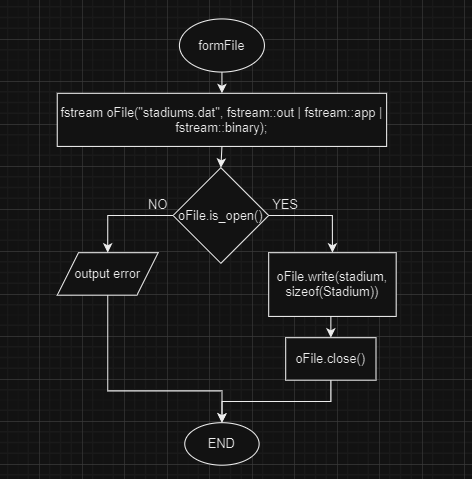 formFile
fstream oFile("stadiums.dat", fstream::out | fstream::app |
fstream::binary);
NO
YES
oFile.is_open()
output error
oFile.write(stadium,
sizeof(Stadium))
oFile.close()
END